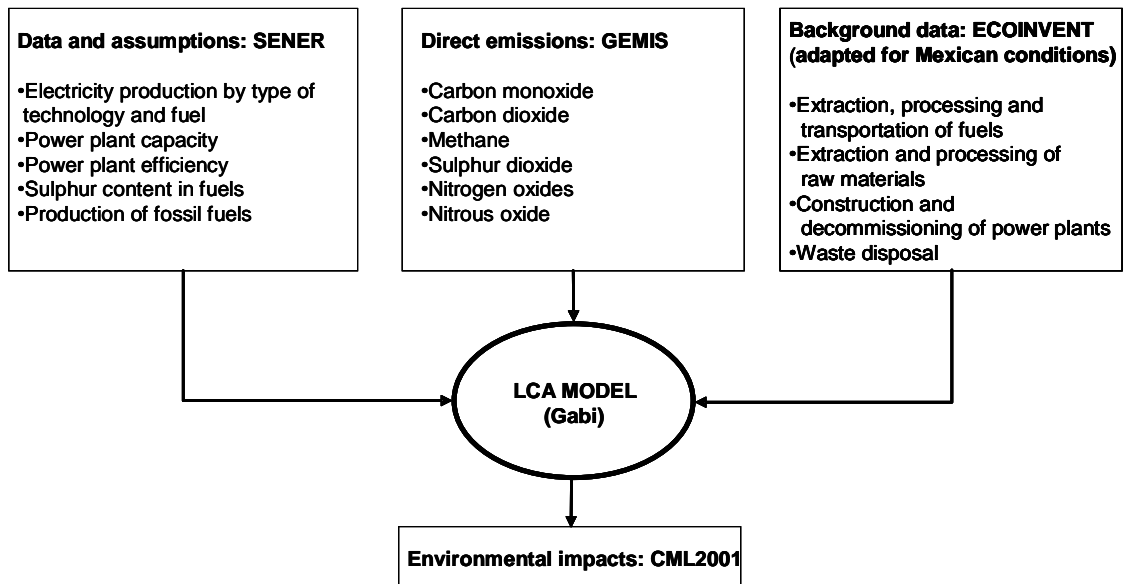 Data and assumptions: SENER
•Electricity production by type of
technology and fuel
•Power plant capacity
•Power plant efficiency
•Sulphur content in fuels
•Production of fossil fuels
Direct emissions: GEMIS
•Carbon monoxide
•Carbon dioxide
•Methane
•Sulphur dioxide
•Nitrogen oxides
•Nitrous oxide
Background data: ECOINVENT
(adapted for Mexican conditions)
•Extraction, processing and
transportation of fuels
•Extraction and processing of
raw materials
•Construction and
decommissioning of power plants
•Waste disposal
LCA MODEL
(Gabi)
Environmental impacts: CML2001